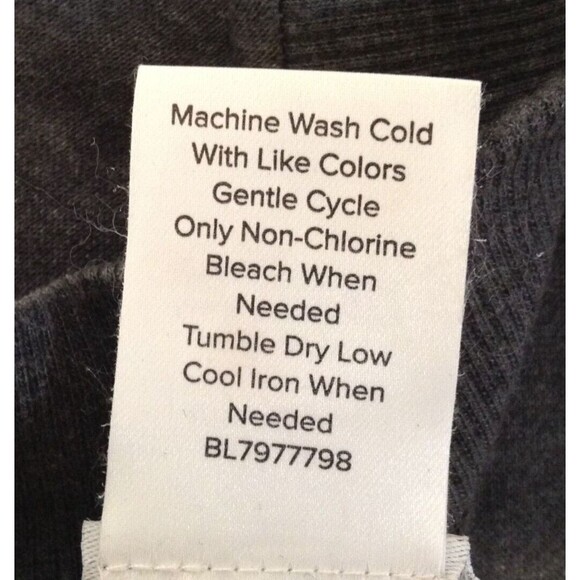 Machine Wash Cold
With Like Colors
Gentle Cycle
Only Non-Chlorine
Bleach When
Needed
Tumble Dry Low
Cool Iron When
Needed
BL7977798